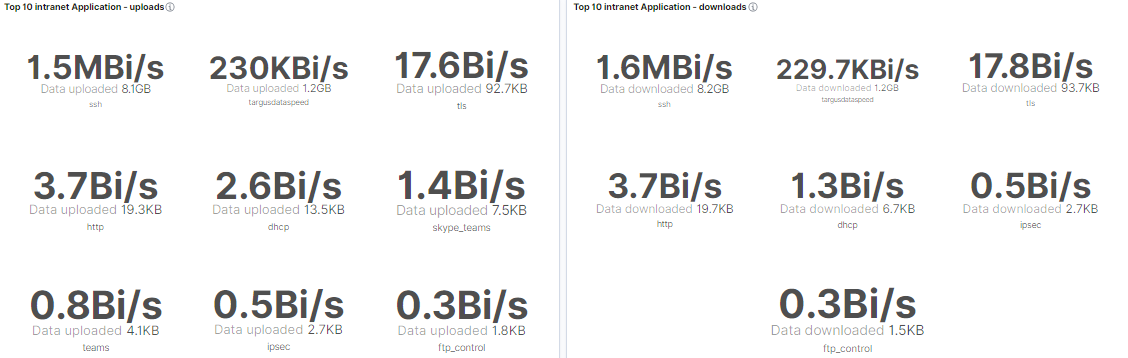 Top 10 intranet Application - uploads
1.5MBi/s
Data uploaded 8.1GB
ssh
230KBi/s
Data uploaded 1.2GB
targusdataspeed
17.6Bi/s
Data uploaded 92.7KB
tls
3.7Bi/s
Data uploaded 19.3KB
http
2.6Bi/s
Data uploaded 13.5KB
dhcp
1.4Bi/s
Data uploaded 7.5KB
skype_teams
0.8Bi/s
Data uploaded 4.1KB
teams
0.5Bi/s
Data uploaded 2.7KB
ipsec
0.3Bi/s
Data uploaded 1.8KB
ftp_control
Top 10 intranet Application - downloads
1.6MBi/s
Data downloaded 8.2GB
ssh
229.7KBi/s
Data downloaded 1.2GB
targusdataspeed
17.8Bi/s
Data downloaded 93.7KB
tls
3.7Bi/s
Data downloaded 19.7KB
http
1.3Bi/s
Data downloaded 6.7KB
dhcp
0.5Bi/s
Data downloaded 2.7KB
ipsec
0.3Bi/s
Data downloaded 1.5KB
ftp_control